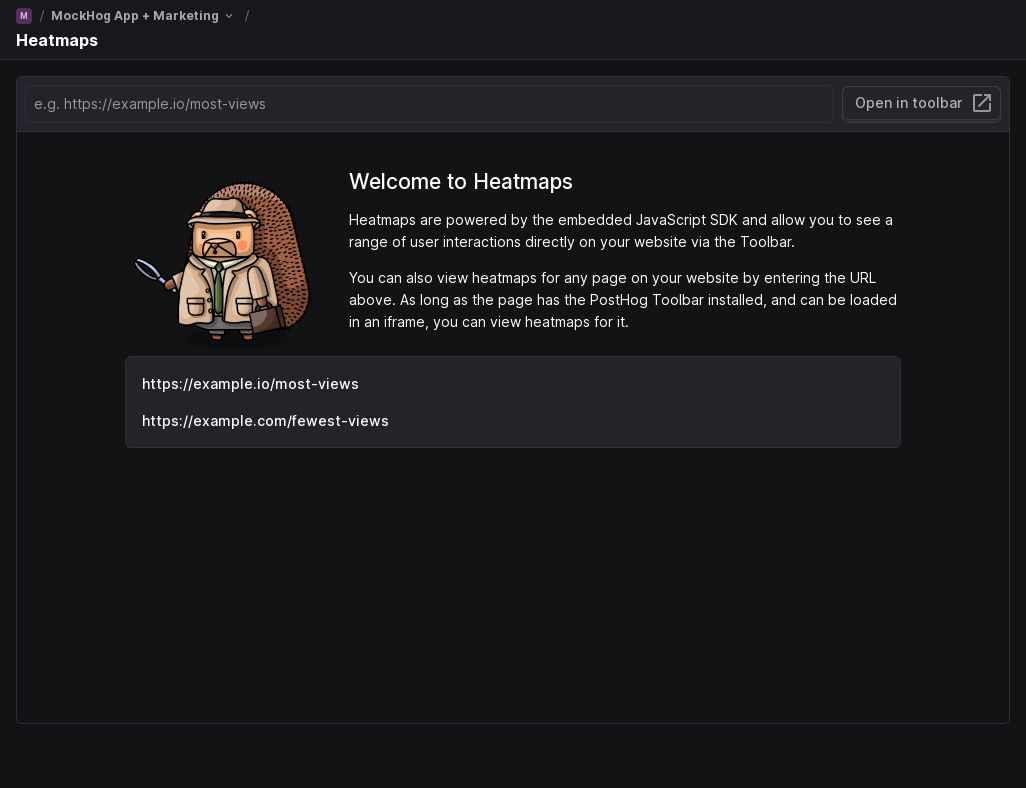 M / MockHog App + Marketing /
Heatmaps
e.g. https://example.io/most-views
Open in toolbar
Welcome to Heatmaps
Heatmaps are powered by the embedded JavaScript SDK and allow you to see a
range of user interactions directly on your website via the Toolbar.
You can also view heatmaps for any page on your website by entering the URL
above. As long as the page has the PostHog Toolbar installed, and can be loaded
in an iframe, you can view heatmaps for it.
https://example.io/most-views
https://example.com/fewest-views